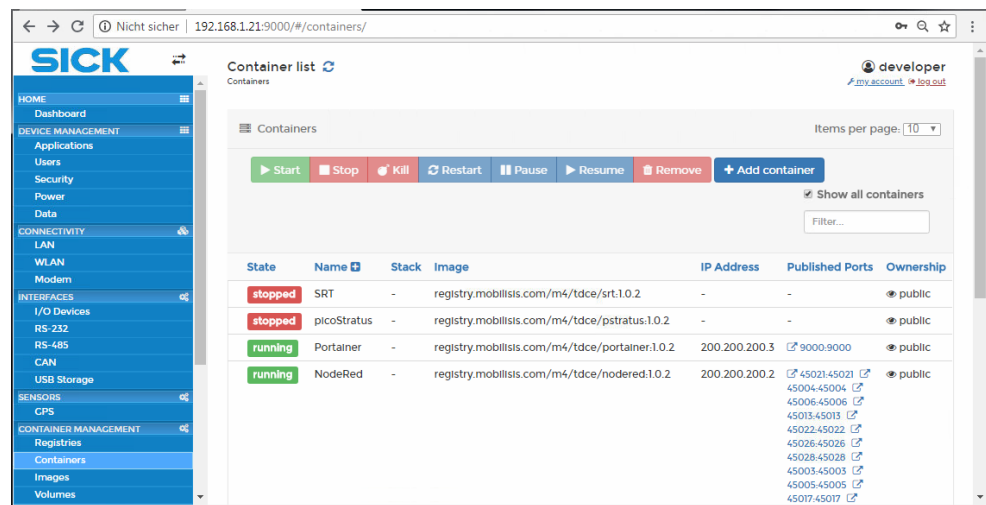 Nicht sicher | 192.168.1.21:9000/#/containers/
SICK
HOME
Dashboard
DEVICE MANAGEMENT
Applications
Users
Security
Power
Data
CONNECTIVITY
LAN
WLAN
Modem
INTERFACES
I/O Devices
RS-232
RS-485
CAN
USB Storage
SENSORS
GPS
CONTAINER MANAGEMENT
Registries
Containers
Images
Volumes
Container list
Containers
developer
my account log out
Containers
Items per page: 10
Start Stop Kill Restart Pause Resume Remove Add container
Show all containers
Filter...
State Name Stack Image IP Address Published Ports Ownership
stopped SRT - registry.mobilisis.com/m4/tdce/srt:1.0.2 - - public
stopped picoStratus - registry.mobilisis.com/m4/tdce/pstratus:1.0.2 - - public
running Portainer - registry.mobilisis.com/m4/tdce/portainer:1.0.2 200.200.200.3 9000:9000 public
running NodeRed - registry.mobilisis.com/m4/tdce/nodered:1.0.2 200.200.200.2 45021:45021 public
45004:45004
45006:45006
45013:45013
45022:45022
45026:45026
45028:45028
45003:45003
45005:45005
45017:45017